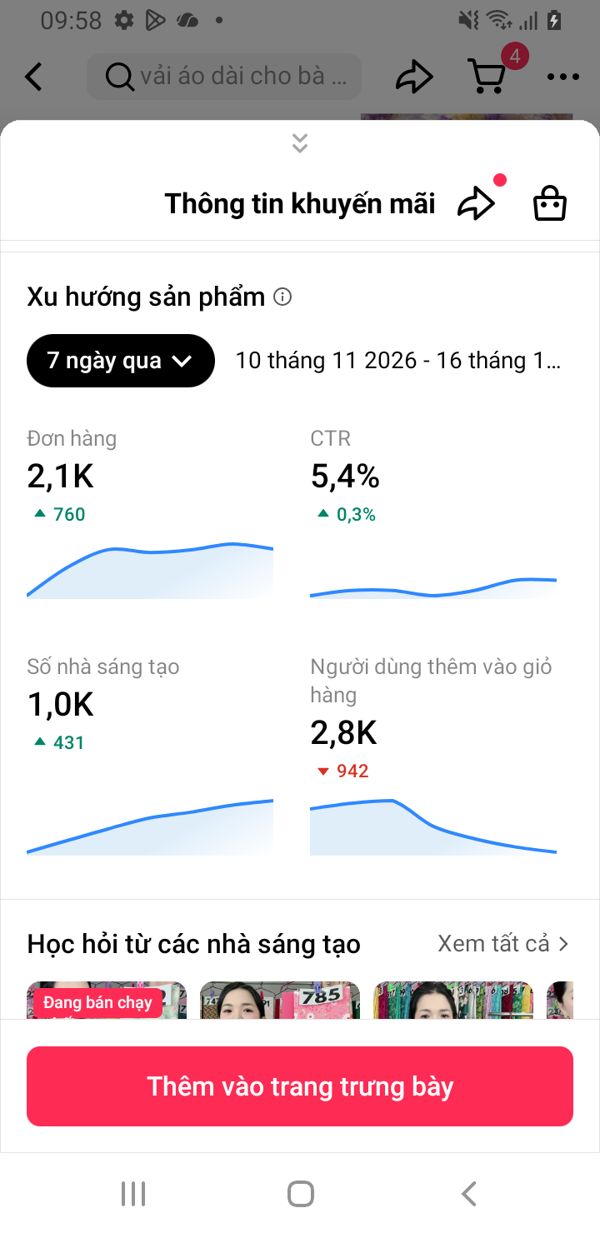 09:58
vải áo dài cho bà ...
4
Thông tin khuyến mãi
Xu hướng sản phẩm
7 ngày qua
10 tháng 11 2026 - 16 tháng 1...
Đơn hàng
2,1K
760
CTR
5,4%
0,3%
Số nhà sáng tạo
1,0K
431
Người dùng thêm vào giỏ
hàng
2,8K
942
Học hỏi từ các nhà sáng tạo
Xem tất cả
Đang bán chạy
785
Thêm vào trang trưng bày